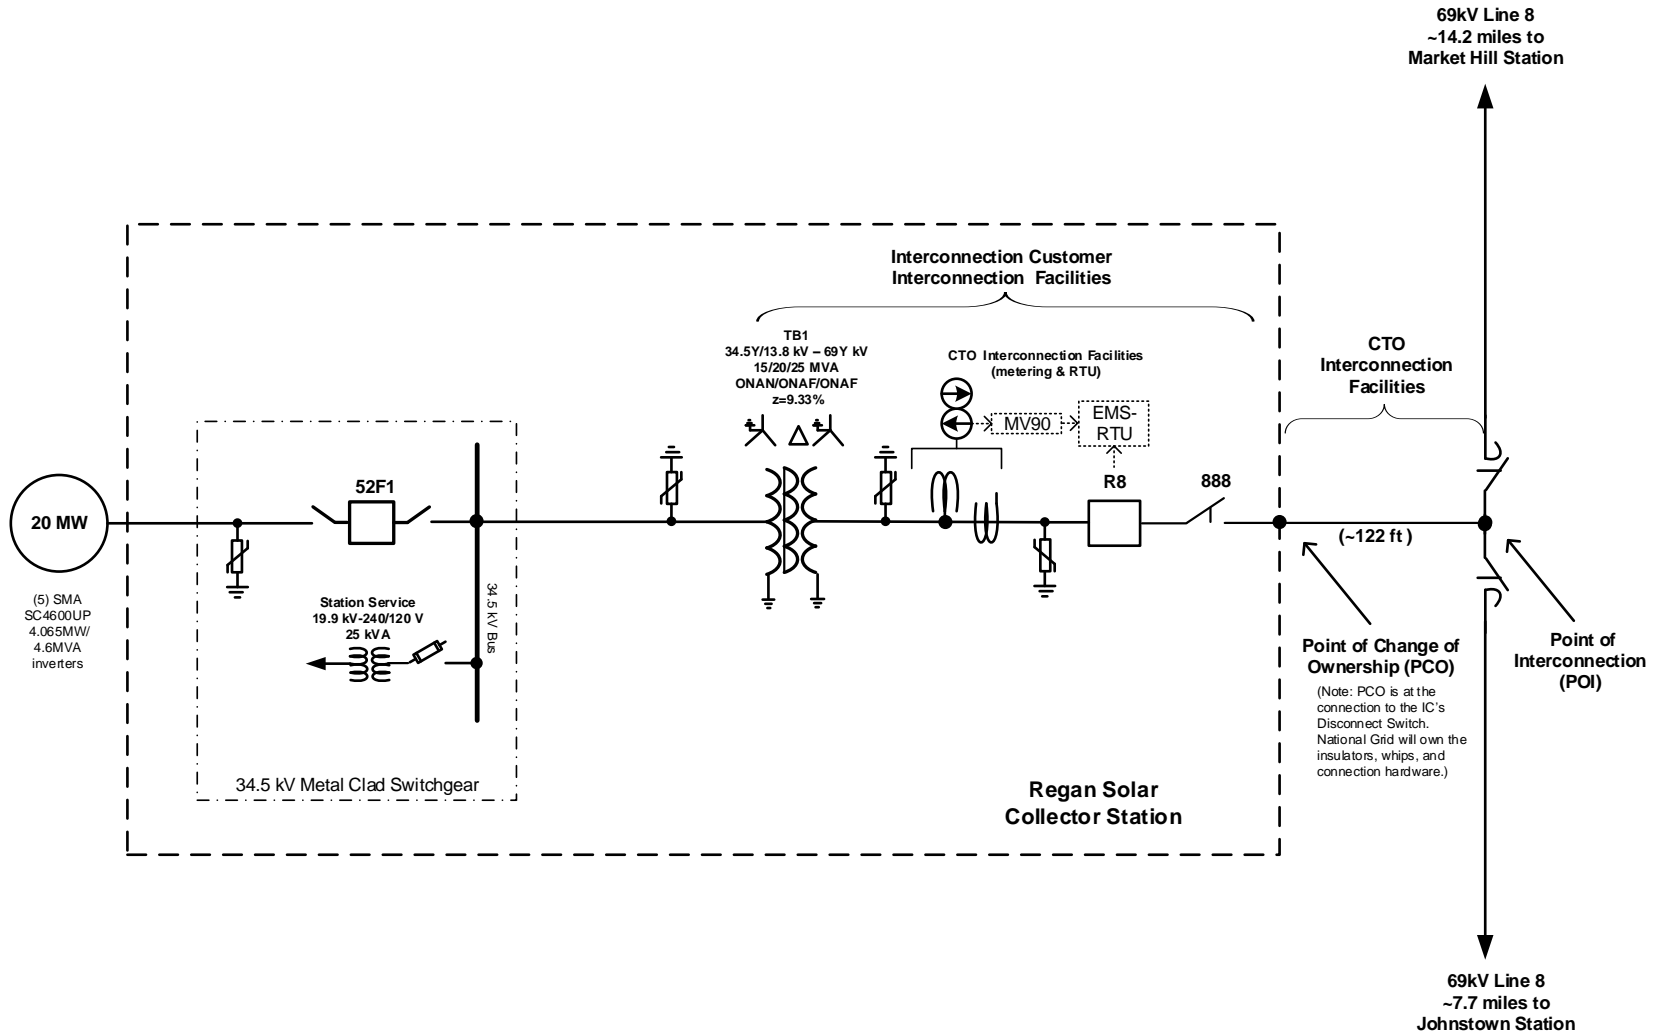 69kV Line 8
~14.2 miles to
Market Hill Station
Interconnection Customer
Interconnection Facilities
TB1
34.5Y/13.8 kV – 69Y kV
15/20/25 MVA
ONAN/ONAF/ONAF
z=9.33%
CTO Interconnection Facilities
(metering & RTU)
MV90
EMS-
RTU
R8
888
CTO
Interconnection
Facilities
20 MW
(5) SMA
SC4600UP
4.065MW/
4.6MVA
inverters
52F1
Station Service
19.9 kV-240/120 V
25 kVA
34.5 kV Bus
34.5 kV Metal Clad Switchgear
(~122 ft )
Point of Change of
Ownership (PCO)
(Note: PCO is at the
connection to the IC's
Disconnect Switch.
National Grid will own the
insulators, whips, and
connection hardware.)
Point of
Interconnection
(POI)
Regan Solar
Collector Station
69kV Line 8
~7.7 miles to
Johnstown Station